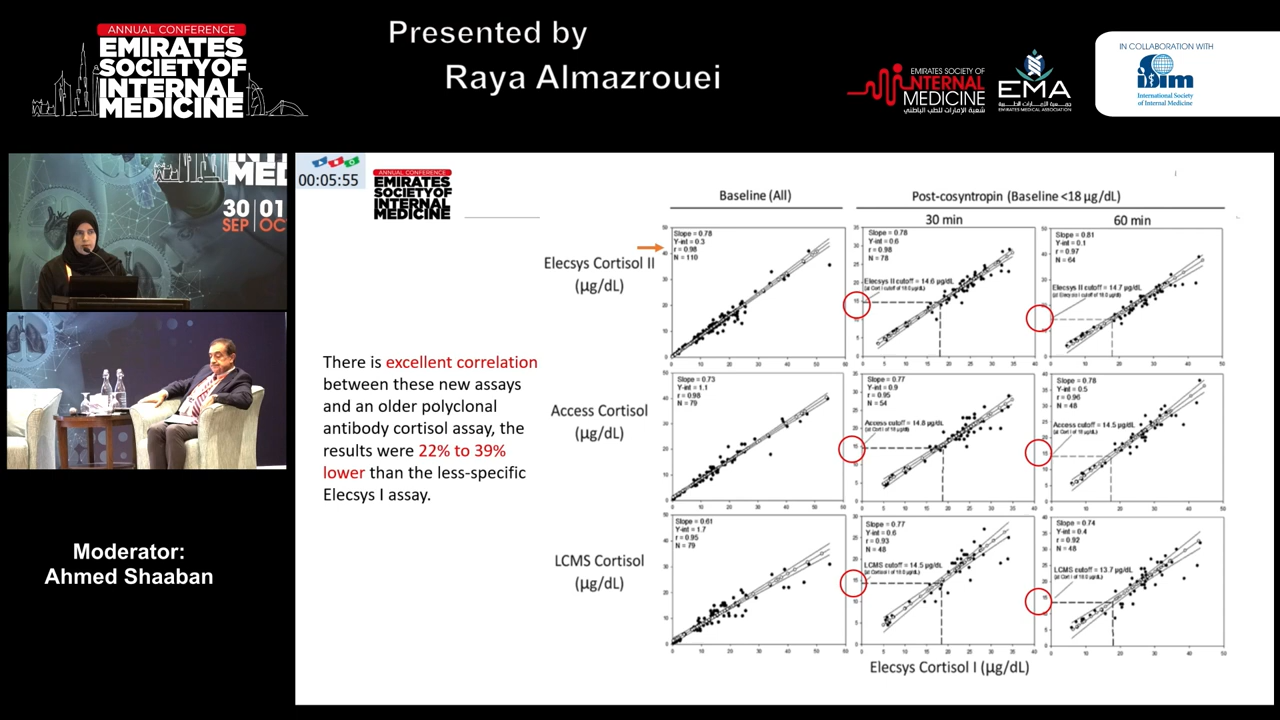 ANNUAL CONFERENCE
EMIRATES
SOCIETY OF
INTERNAL
MEDICINE
Presented by
Raya Almazrouei
EMIRATES SOCIETY OF
INTERNAL
MEDICINE
شعبة الإمارات للطب الباطني
EMA
EMIRATES MEDICAL ASSOCIATION
IN COLLABORATION WITH
isim
International Society
of Internal Medicine
MED
30 01
SEP OC
Moderator:
Ahmed Shaaban
00:05:55
ANNUAL CONFERENCE
EMIRATES
SOCIETY OF
INTERNAL
MEDICINE
There is excellent correlation
between these new assays
and an older polyclonal
antibody cortisol assay, the
results were 22% to 39%
lower than the less-specific
Elecsys I assay.
Baseline (All)
Post-cosyntropin (Baseline <18 µg/dL)
30 min
60 min
Elecsys Cortisol II
(µg/dL)
Slope = 0.78
Y-int = 0.3
r = 0.98
N = 110
Slope = 0.78
Y-int = 0.6
r = 0.98
N = 78
Elecsys II cutoff = 14.6 µg/dL
Slope = 0.81
Y-int = 0.1
r = 0.97
N = 64
Elecsys II cutoff = 14.7 µg/dL
Access Cortisol
(µg/dL)
Slope = 0.73
Y-int = 1.1
r = 0.98
N = 79
Slope = 0.77
Y-int = 0.9
r = 0.95
N = 54
Access cutoff = 14.8 µg/dL
Slope = 0.78
Y-int = 0.5
r = 0.96
N = 48
Access cutoff = 14.5 µg/dL
LCMS Cortisol
(µg/dL)
Slope = 0.61
Y-int = 1.7
r = 0.95
N = 79
Slope = 0.77
Y-int = 0.6
r = 0.93
N = 48
LCMS cutoff = 14.5 µg/dL
Slope = 0.74
Y-int = 0.4
r = 0.92
N = 48
LCMS cutoff = 13.7 µg/dL
Elecsys Cortisol I (µg/dL)